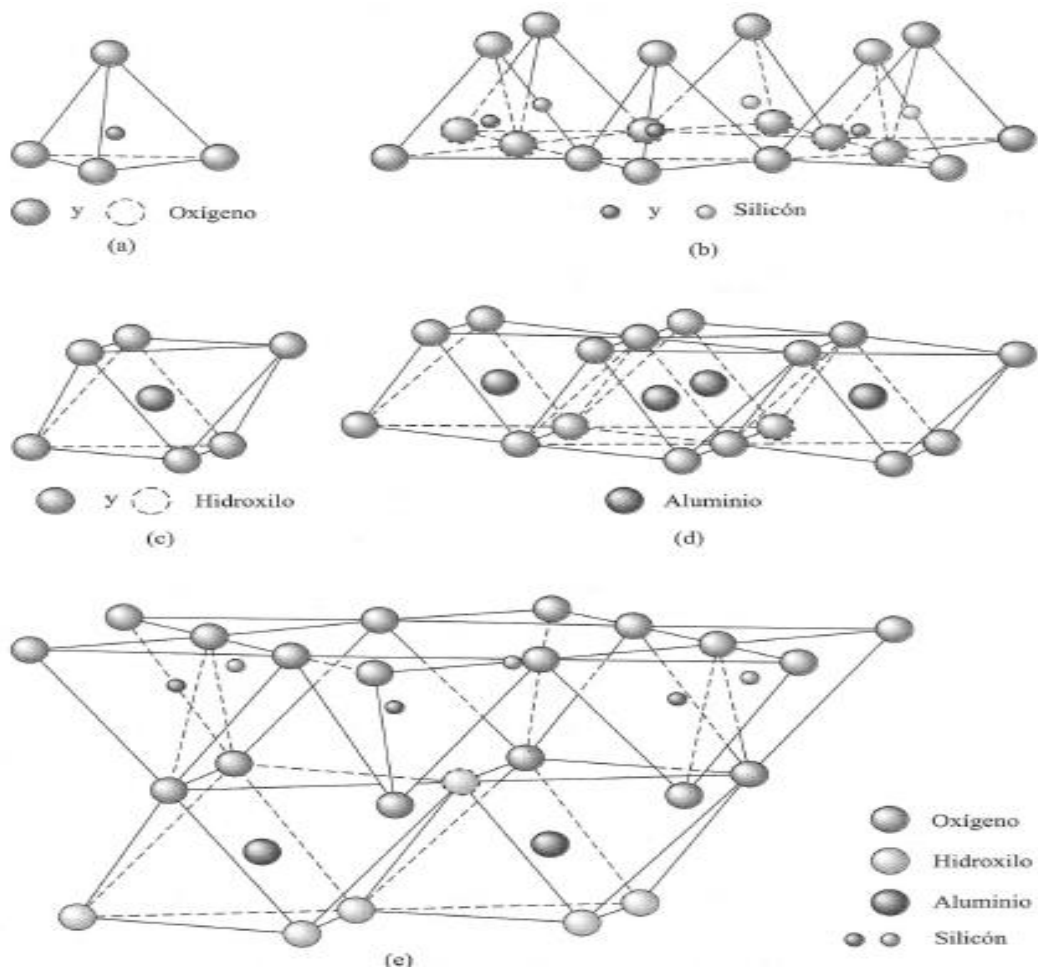 y Oxígeno
(a)
y Silicón
(b)
y Hidroxilo
(c)
Aluminio
(d)
Oxígeno
Hidroxilo
Aluminio
Silicón
(e)